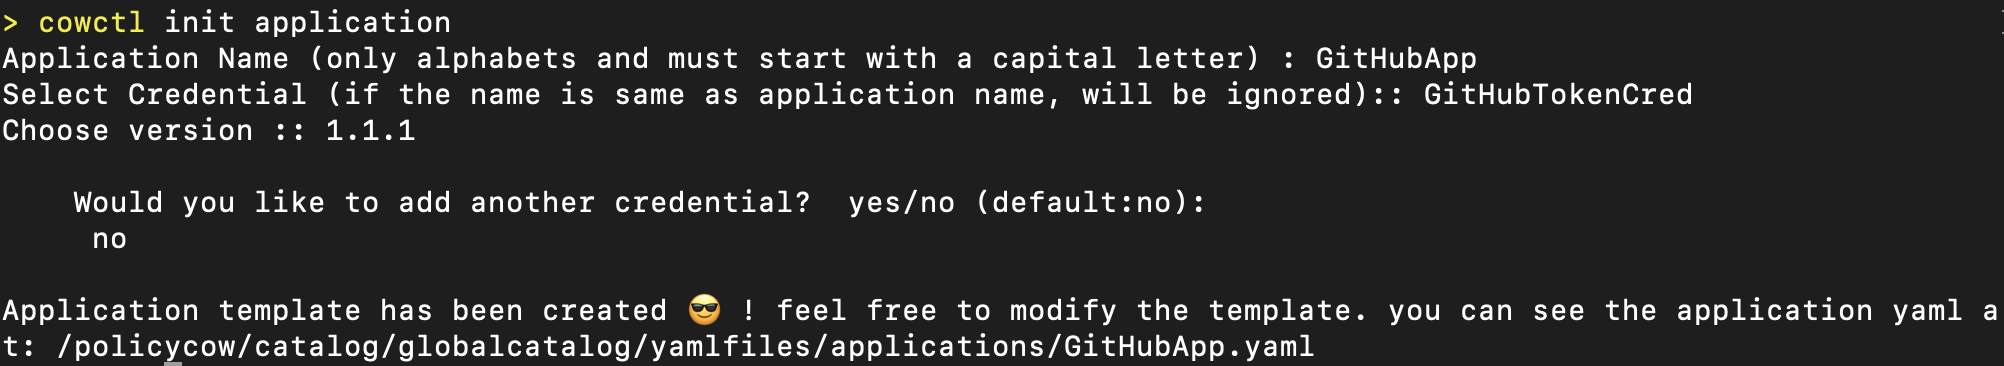 > cowctl init application
Application Name (only alphabets and must start with a capital letter) : GitHubApp
Select Credential (if the name is same as application name, will be ignored):: GitHubTokenCred
Choose version :: 1.1.1
Would you like to add another credential?  yes/no (default:no):
no
Application template has been created 😎 ! feel free to modify the template. you can see the application yaml a
t: /policycow/catalog/globalcatalog/yamlfiles/applications/GitHubApp.yaml